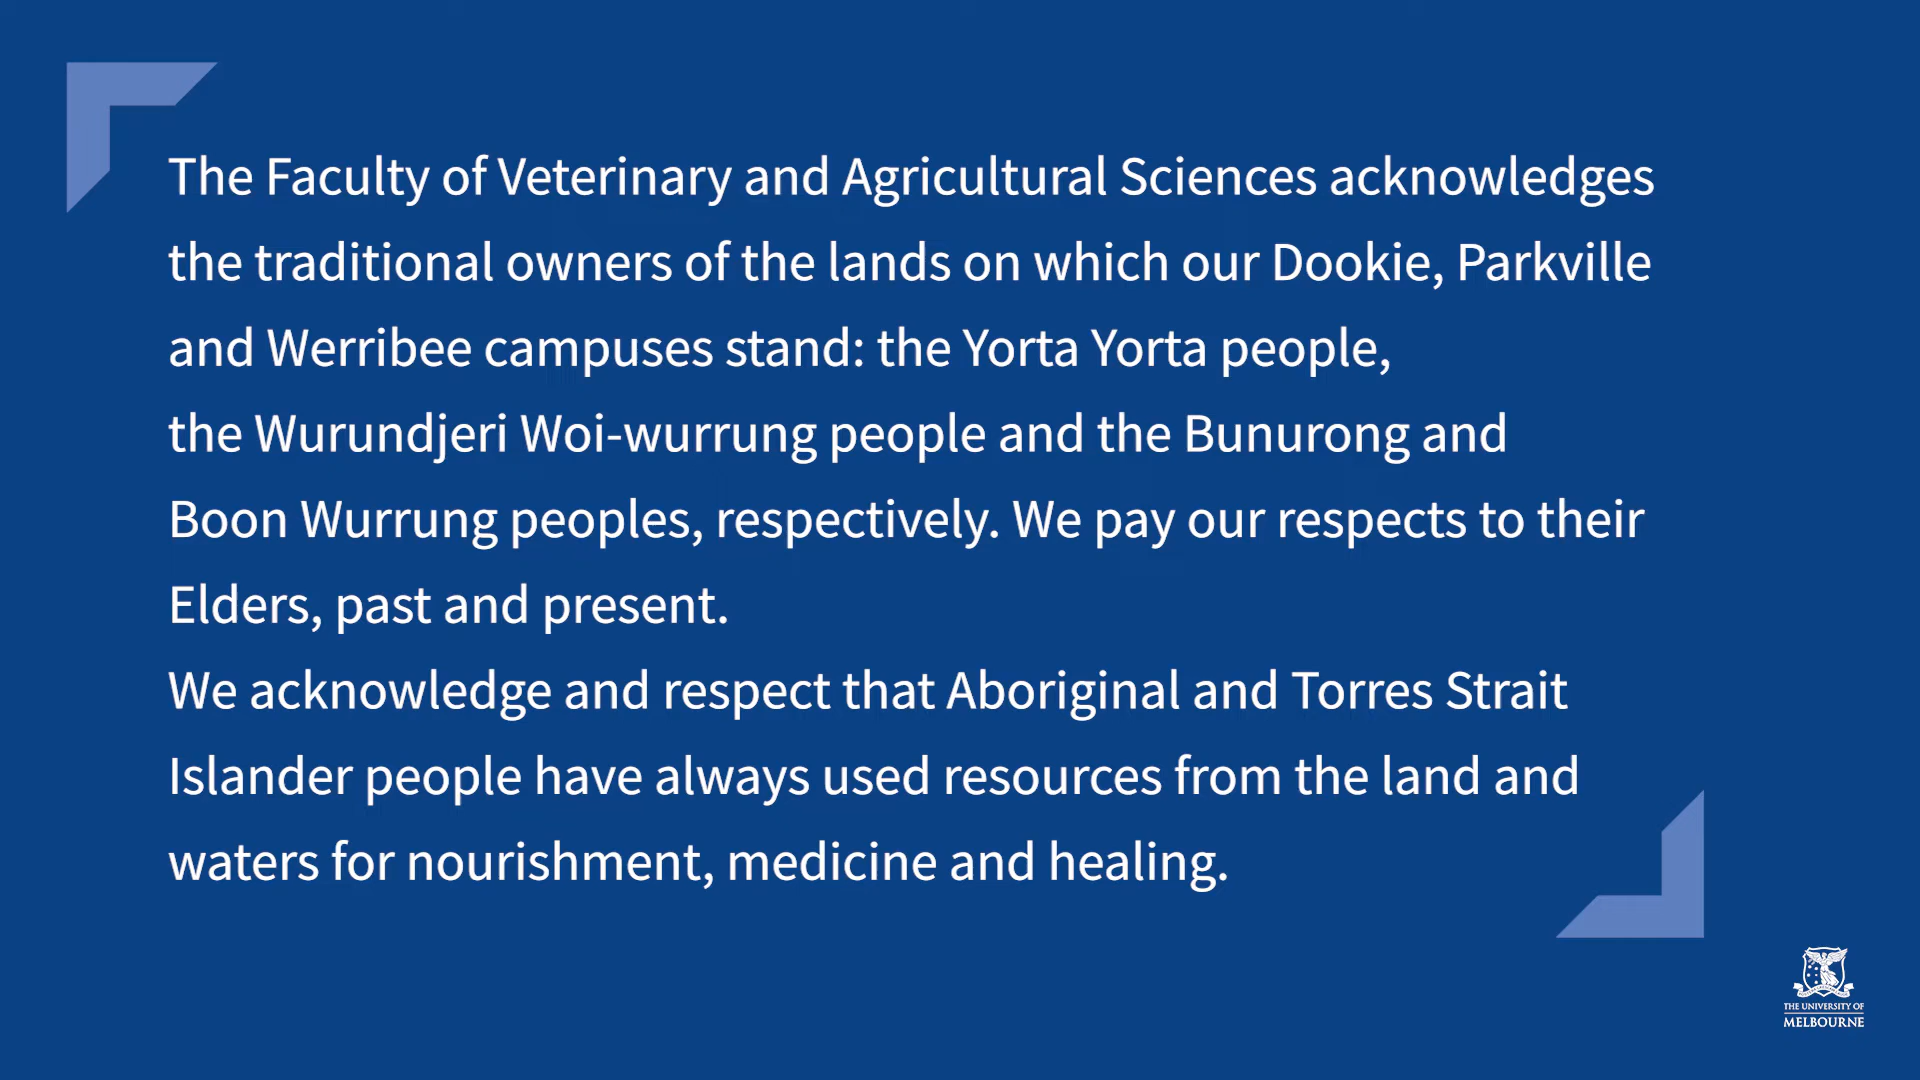 The Faculty of Veterinary and Agricultural Sciences acknowledges
the traditional owners of the lands on which our Dookie, Parkville
and Werribee campuses stand: the Yorta Yorta people,
the Wurundjeri Woi-wurrung people and the Bunurong and
Boon Wurrung peoples, respectively. We pay our respects to their
Elders, past and present.
We acknowledge and respect that Aboriginal and Torres Strait
Islander people have always used resources from the land and
waters for nourishment, medicine and healing.
THE UNIVERSITY OF
MELBOURNE